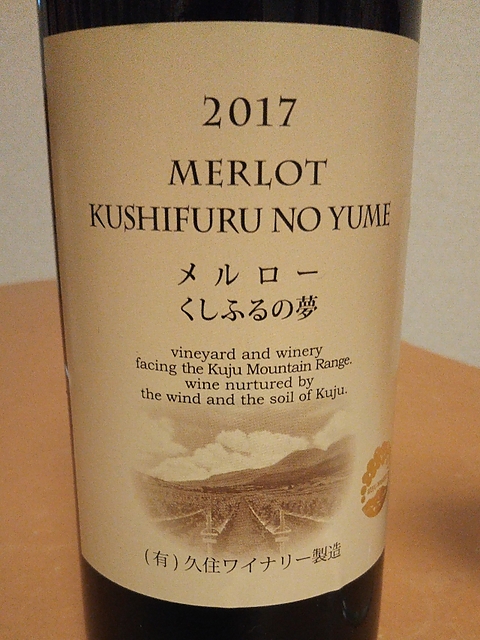 2017
MERLOT
KUSHIFURU NO YUME
メルロー
くしふるの夢
vineyard and winery
facing the Kuju Mountain Range.
wine nurtured by
the wind and the soil of Kuju.
(有)久住ワイナリー製造